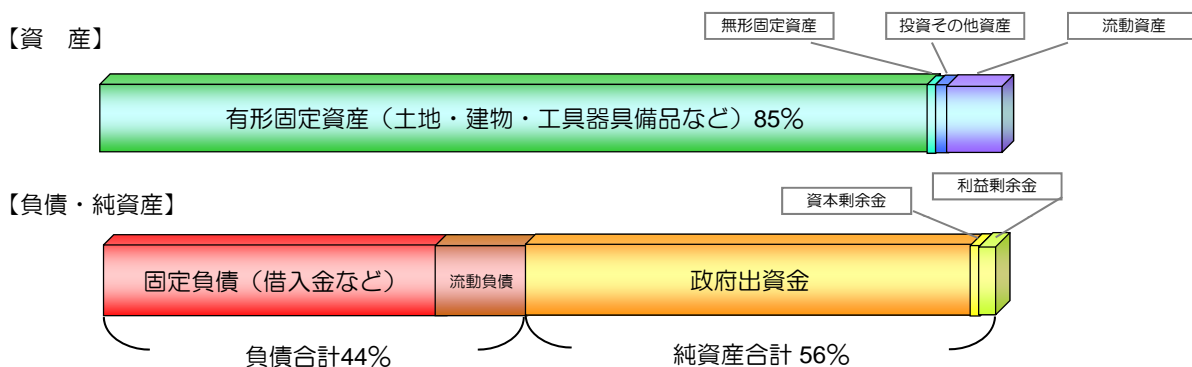 無形固定資産
投資その他資産
流動資産
【資　産】
有形固定資産（土地・建物・工具器具備品など）85％
利益剰余金
資本剰余金
【負債・純資産】
固定負債（借入金など）
流動負債
政府出資金
負債合計44％
純資産合計 56％